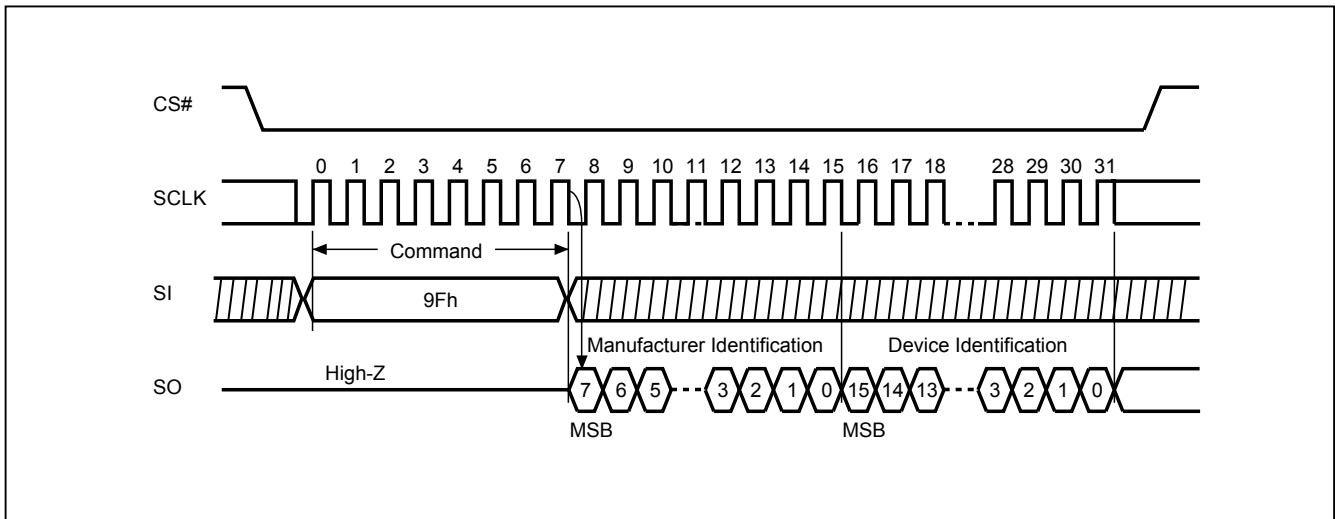 CS#
0 1 2 3 4 5 6 7 8 9 10 11 12 13 14 15 16 17 18 28 29 30 31
SCLK
Command
SI
9Fh
Manufacturer Identification Device Identification
High-Z
SO
7 6 5 3 2 1 0 15 14 13 3 2 1 0
MSB MSB